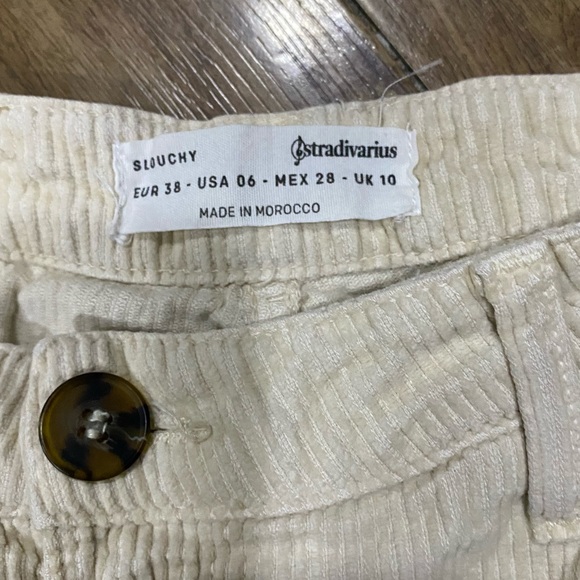 SLOUCHY
stradivarius
EUR 38 - USA 06 - MEX 28 - UK 10
MADE IN MOROCCO